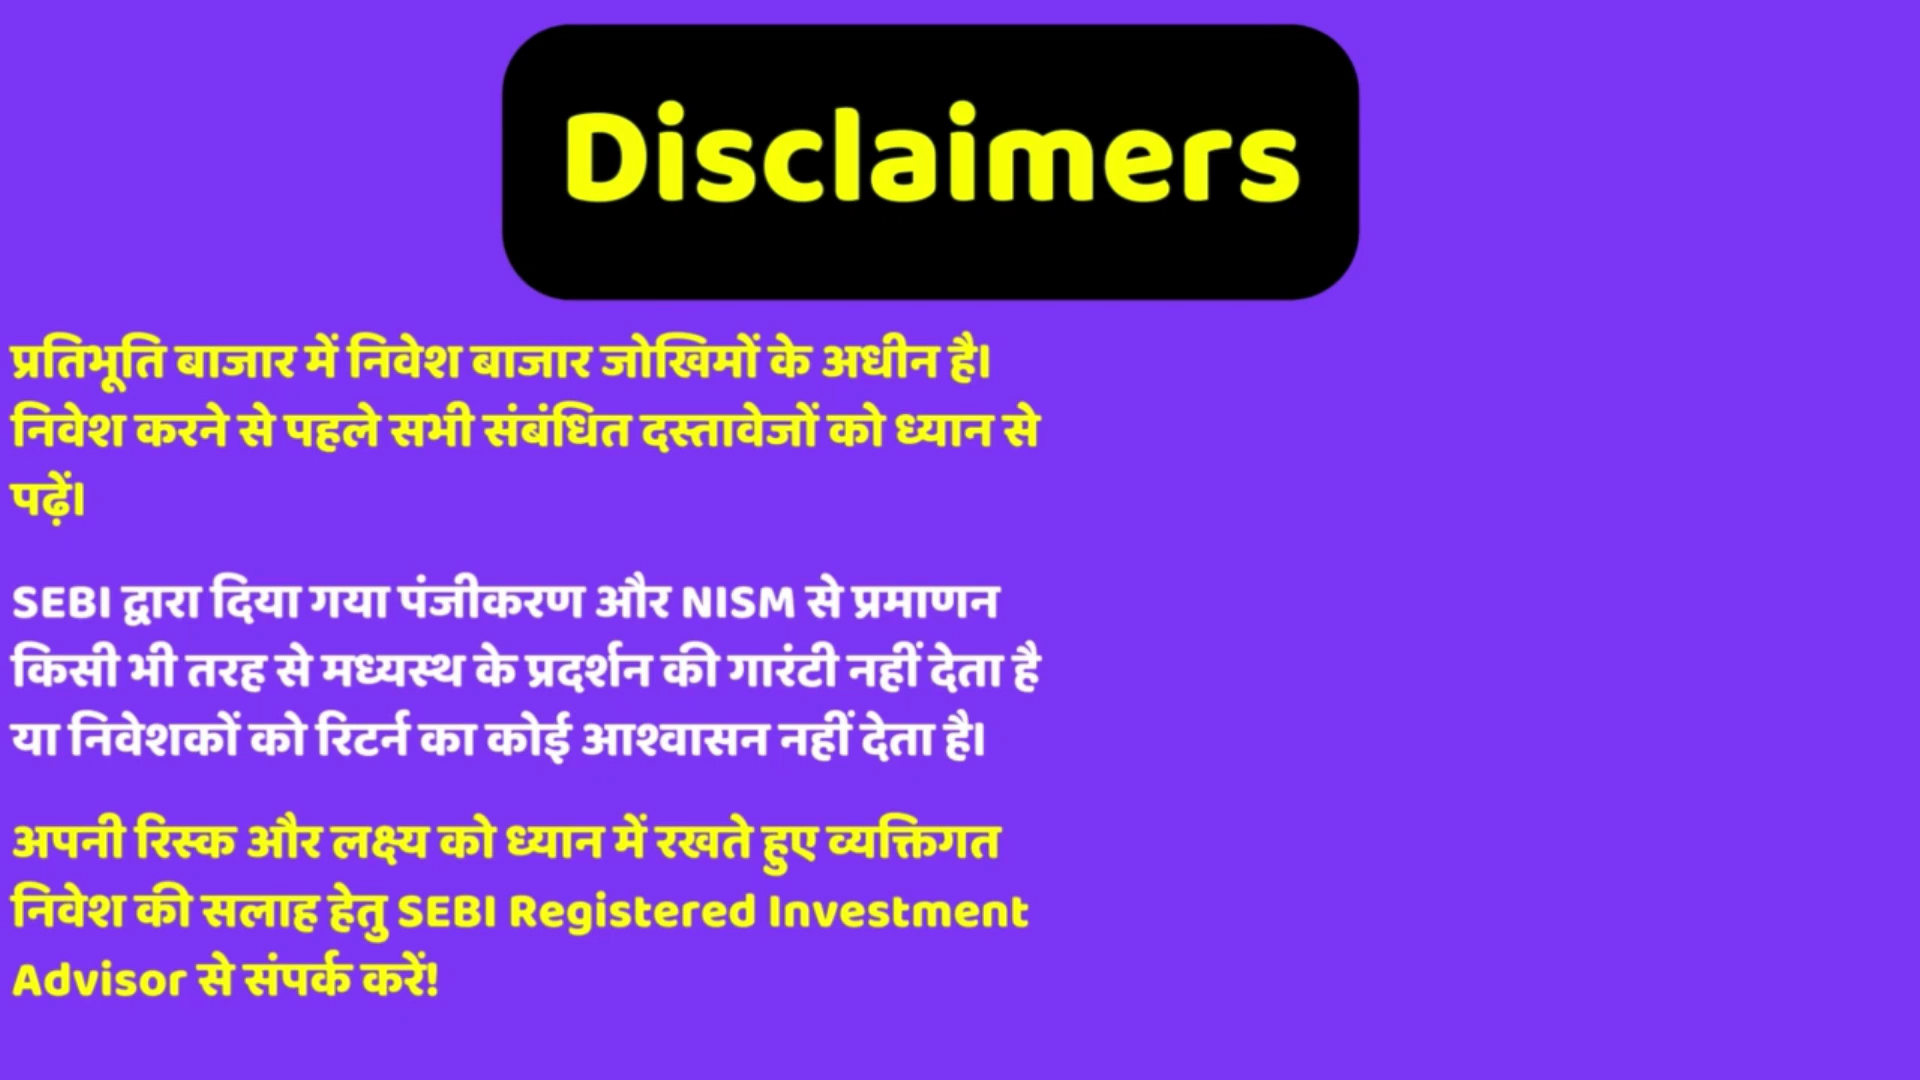 Disclaimers
प्रतिभूति बाजार में निवेश बाजार जोखिमों के अधीन है।
निवेश करने से पहले सभी संबंधित दस्तावेजों को ध्यान से
पढ़ें।
SEBI द्वारा दिया गया पंजीकरण और NISM से प्रमाणन
किसी भी तरह से मध्यस्थ के प्रदर्शन की गारंटी नहीं देता है
या निवेशकों को रिटर्न का कोई आश्वासन नहीं देता है।
अपनी रिस्क और लक्ष्य को ध्यान में रखते हुए व्यक्तिगत
निवेश की सलाह हेतु SEBI Registered Investment
Advisor से संपर्क करें!